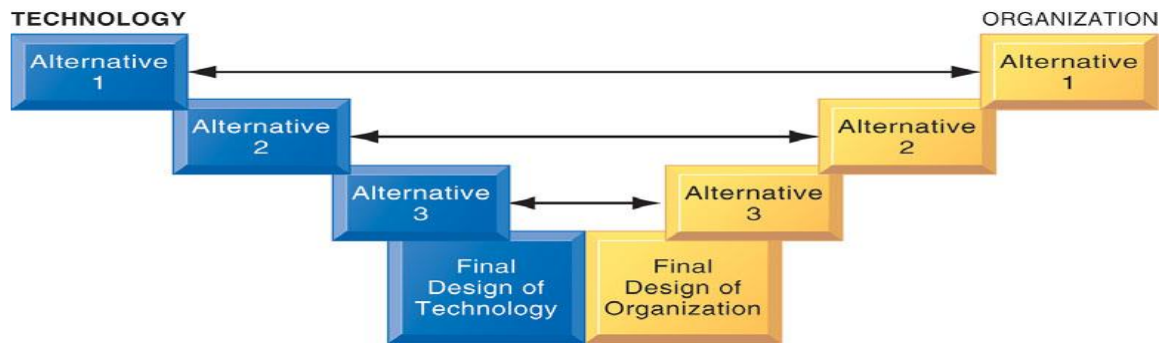 TECHNOLOGY
ORGANIZATION
Alternative
1
Alternative
1
Alternative
2
Alternative
2
Alternative
3
Alternative
3
Final
Design of
Technology
Final
Design of
Organization